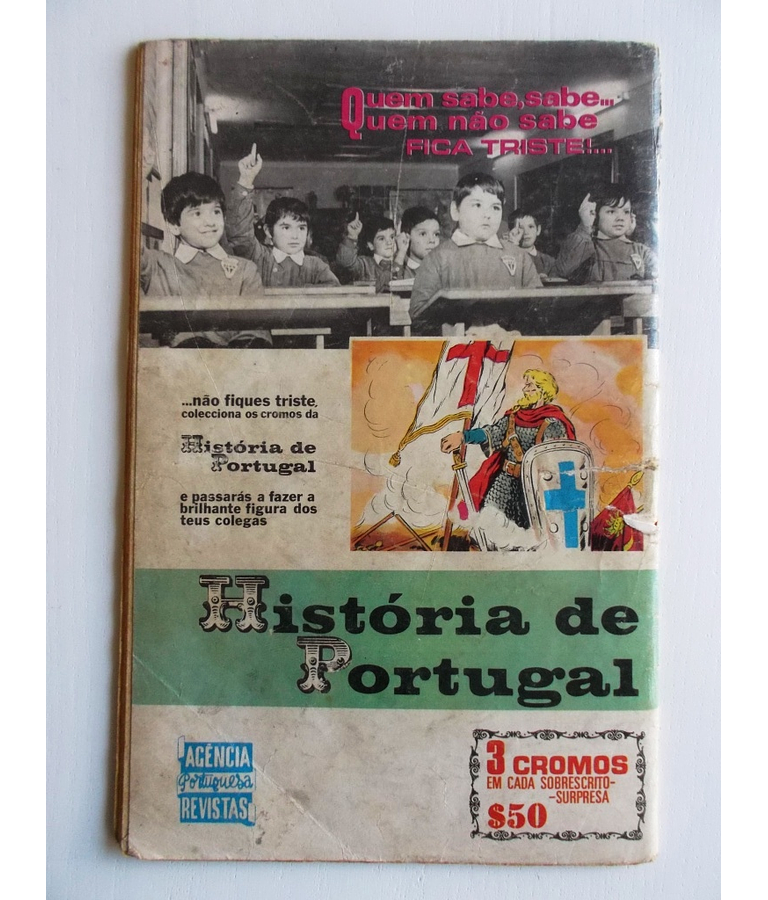 Quem sabe, sabe...
Quem não sabe
FICA TRISTE!...
...não fiques triste,
colecciona os cromos da
História de
Portugal
e passarás a fazer a
brilhante figura dos
teus colegas
História de
Portugal
AGÊNCIA
Portuguesa
REVISTAS
3 CROMOS
EM CADA SOBRESCRITO-
-SURPRESA
$50